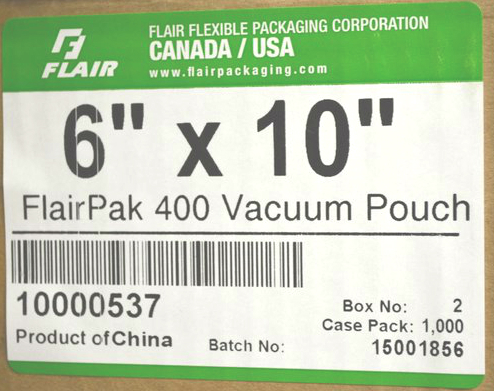 FLAIR
FLAIR FLEXIBLE PACKAGING CORPORATION
CANADA / USA
www.flairpackaging.com
6" x 10"
FlairPak 400 Vacuum Pouch
10000537
Product of China
Box No: 2
Case Pack: 1,000
Batch No: 15001856